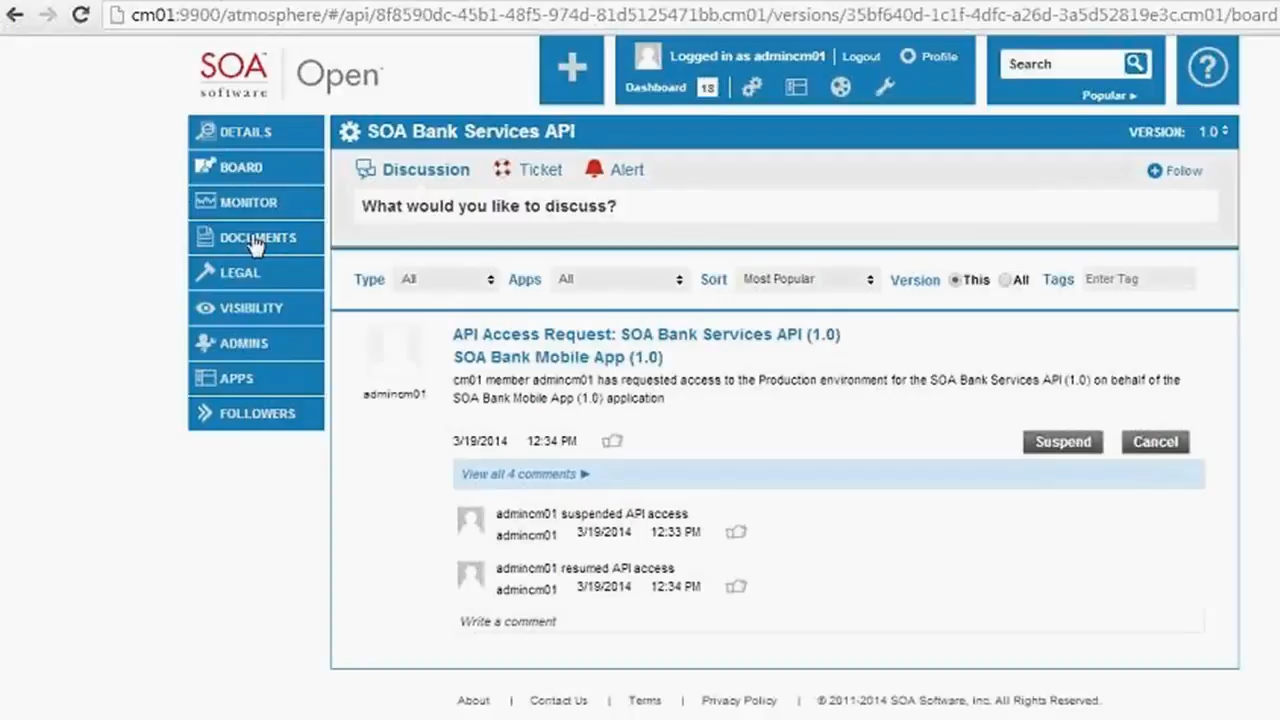 cm01:9900/atmosphere/#/api/8f8590dc-45b1-48f5-974d-81d5125471bb.cm01/versions/35bf640d-1c1f-4dfc-a26d-3a5d52819e3c.cm01/board
SOA™
software
Open™
Logged in as admincm01 | Logout Profile
Dashboard 18
Search
Popular
?
DETAILS
BOARD
MONITOR
DOCUMENTS
LEGAL
VISIBILITY
ADMINS
APPS
FOLLOWERS
SOA Bank Services API
VERSION: 1.0
Discussion Ticket Alert
Follow
What would you like to discuss?
Type All Apps All Sort Most Popular Version This All Tags Enter Tag
admincm01
API Access Request: SOA Bank Services API (1.0)
SOA Bank Mobile App (1.0)
cm01 member admincm01 has requested access to the Production environment for the SOA Bank Services API (1.0) on behalf of the
SOA Bank Mobile App (1.0) application
3/19/2014 12:34 PM
Suspend Cancel
View all 4 comments
admincm01 suspended API access
admincm01 3/19/2014 12:33 PM
admincm01 resumed API access
admincm01 3/19/2014 12:34 PM
Write a comment
About | Contact Us | Terms | Privacy Policy | © 2011-2014 SOA Software, Inc. All Rights Reserved.